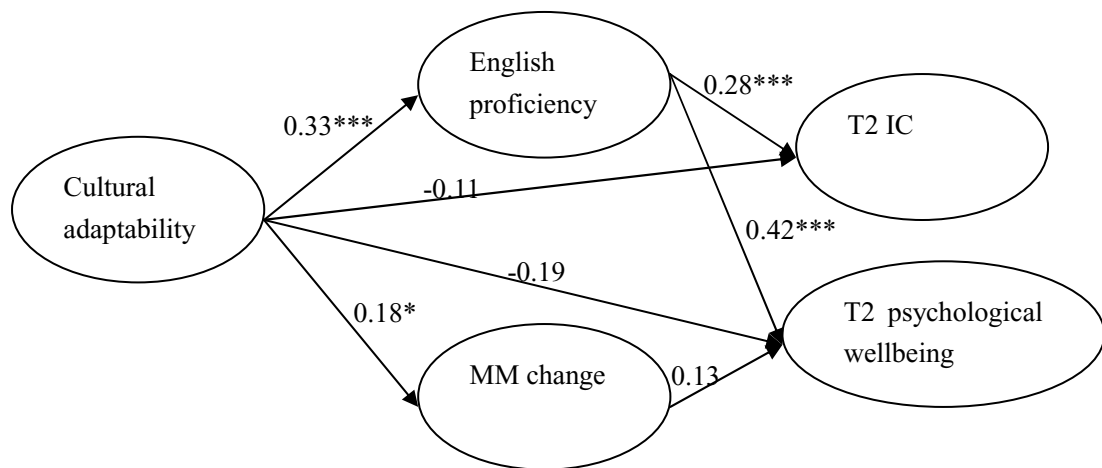 English
proficiency
0.28***
T2 IC
0.33***
Cultural
adaptability
-0.11
0.42***
-0.19
0.18*
T2 psychological
wellbeing
MM change
0.13